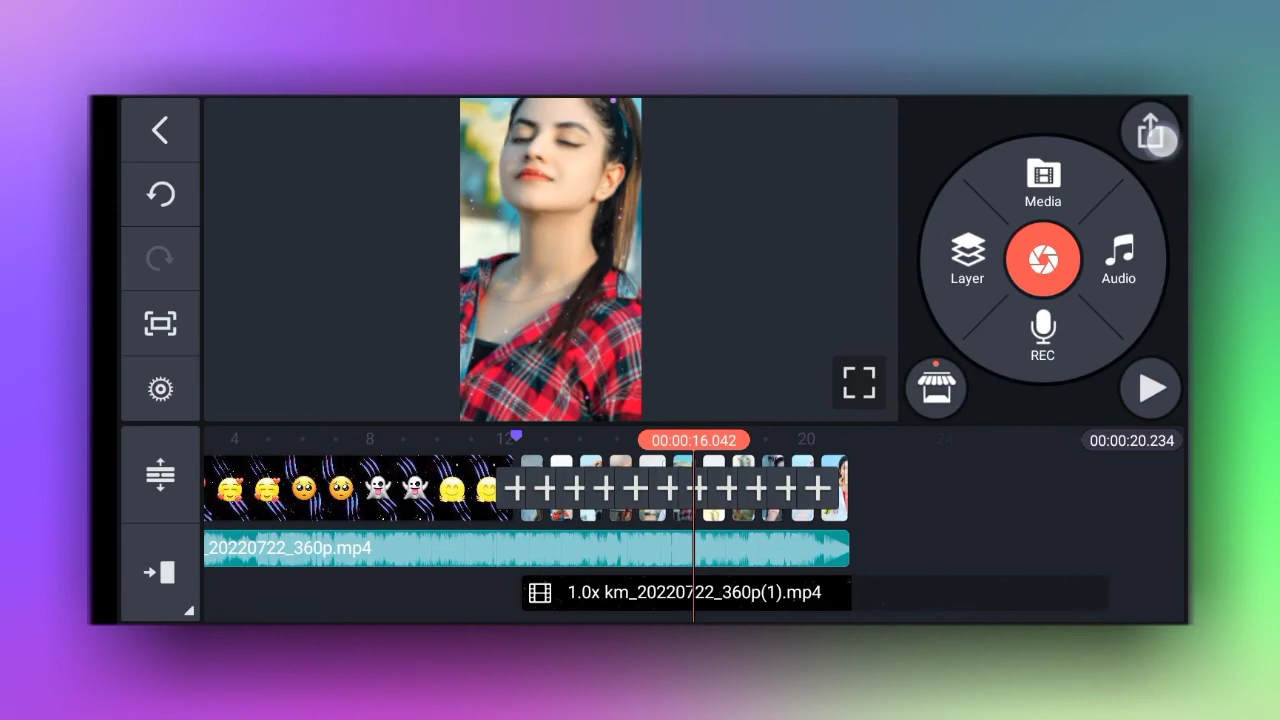 Media
Layer
Audio
REC
4
8
12
00:00:16.042
20
24
00:00:20.234
_20220722_360p.mp4
1.0x km_20220722_360p(1).mp4